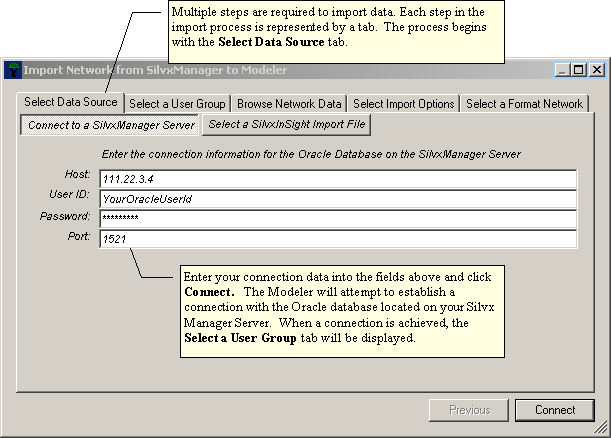 Multiple steps are required to import data. Each step in the
import process is represented by a tab. The process begins
with the Select Data Source tab.
Import Network from SilvxManager to Modeler
Select Data Source
Select a User Group
Browse Network Data
Select Import Options
Select a Format Network
Connect to a SilvxManager Server
Select a SilvxInSight Import File
Enter the connection information for the Oracle Database on the SilvxManager Server
Host: 111.22.3.4
User ID: YourOracleUserId
Password: *********
Port: 1521
Enter your connection data into the fields above and click
Connect. The Modeler will attempt to establish a
connection with the Oracle database located on your Silvx
Manager Server. When a connection is achieved, the
Select a User Group tab will be displayed.
Previous
Connect